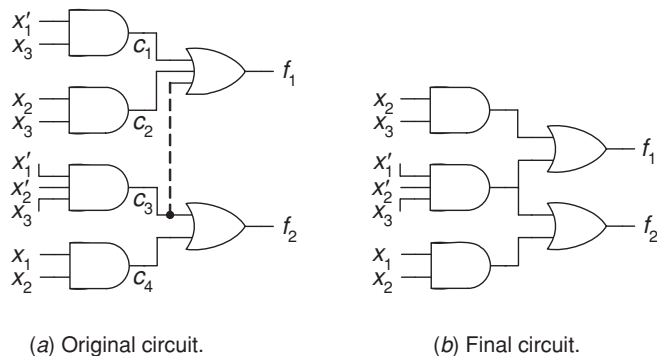 x₁′
x₃
c₁
x₂
x₃
c₂
f₁
x₁′
x₂′
x₃
c₃
x₁
x₂
c₄
f₂
x₂
x₃
f₁
x₁′
x₂′
x₃
x₁
x₂
f₂
(a) Original circuit.
(b) Final circuit.